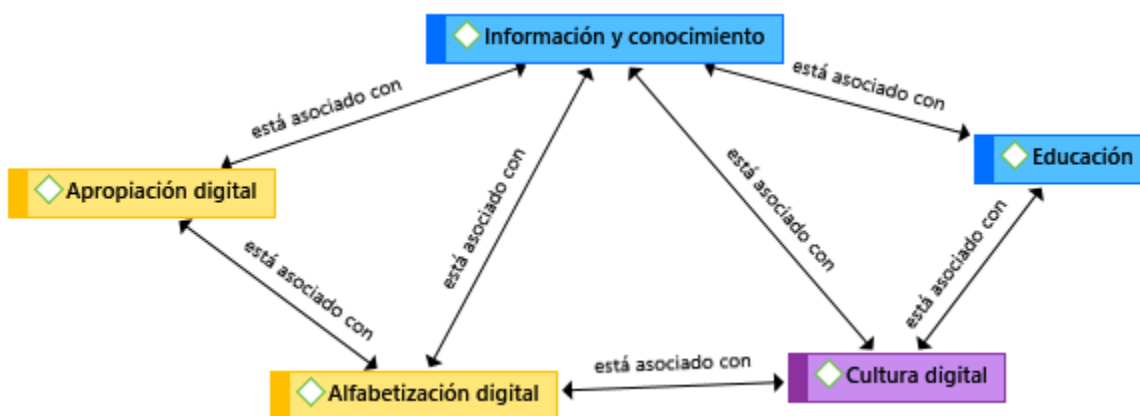 Información y conocimiento
está asociado con
está asociado con
está asociado con
está asociado con
Educación
Apropiación digital
está asociado con
está asociado con
está asociado con
Alfabetización digital
Cultura digital